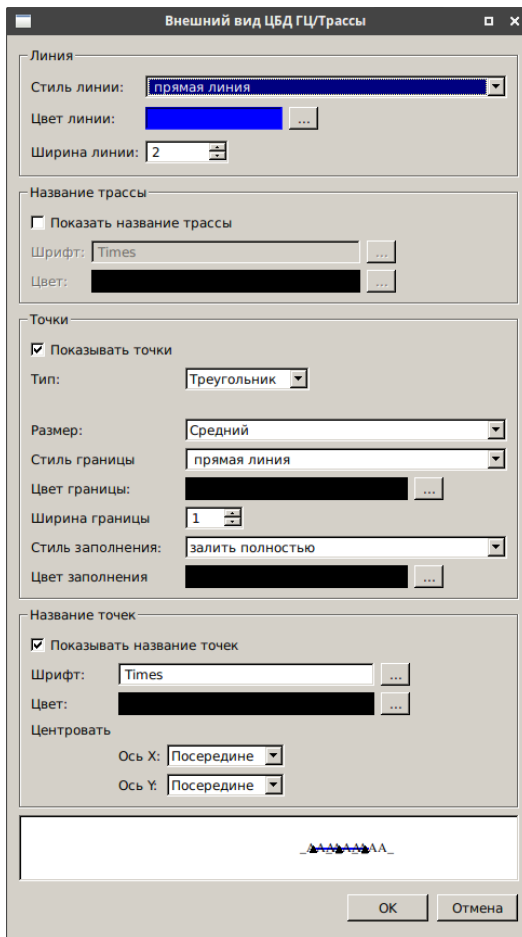 Внешний вид ЦБД ГЦ/Трассы
Линия
Стиль линии: прямая линия
Цвет линии: ...
Ширина линии: 2
Название трассы
Показать название трассы
Шрифт: Times ...
Цвет: ...
Точки
Показывать точки
Тип: Треугольник
Размер: Средний
Стиль границы прямая линия
Цвет границы: ...
Ширина границы 1
Стиль заполнения: залить полностью
Цвет заполнения ...
Название точек
Показывать название точек
Шрифт: Times ...
Цвет: ...
Центровать
Ось X: Посередине
Ось Y: Посередине
OK Отмена